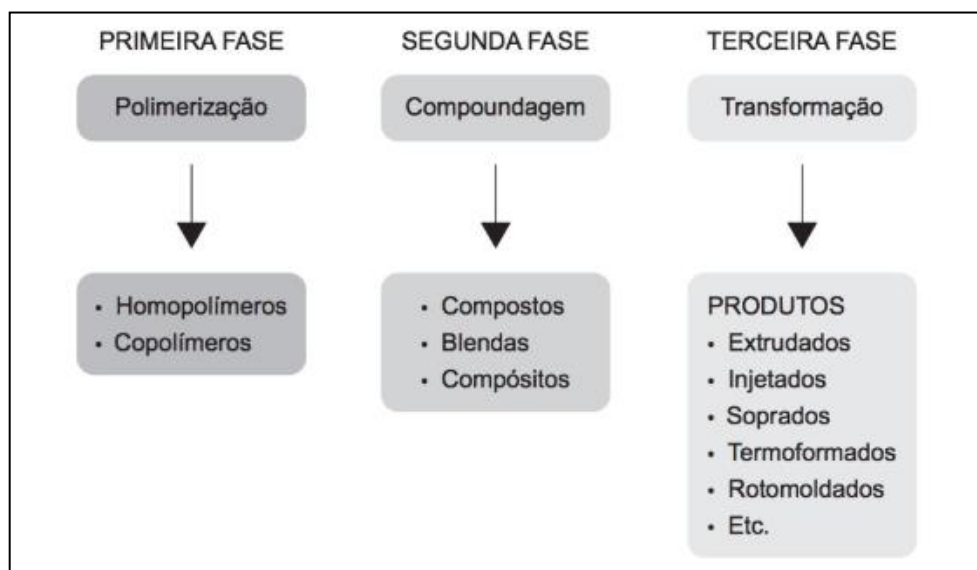 PRIMEIRA FASE
Polimerização
• Homopolímeros
• Copolímeros
SEGUNDA FASE
Compoundagem
• Compostos
• Blendas
• Compósitos
TERCEIRA FASE
Transformação
PRODUTOS
• Extrudados
• Injetados
• Soprados
• Termoformados
• Rotomoldados
• Etc.